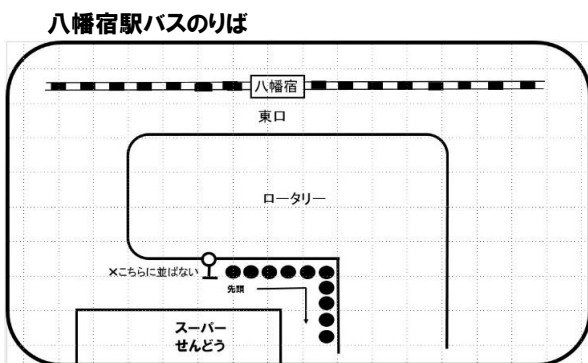 八幡宿駅バスのりば
八幡宿
東口
ロータリー
×こちらに並ばない
先頭
スーパー
せんどう